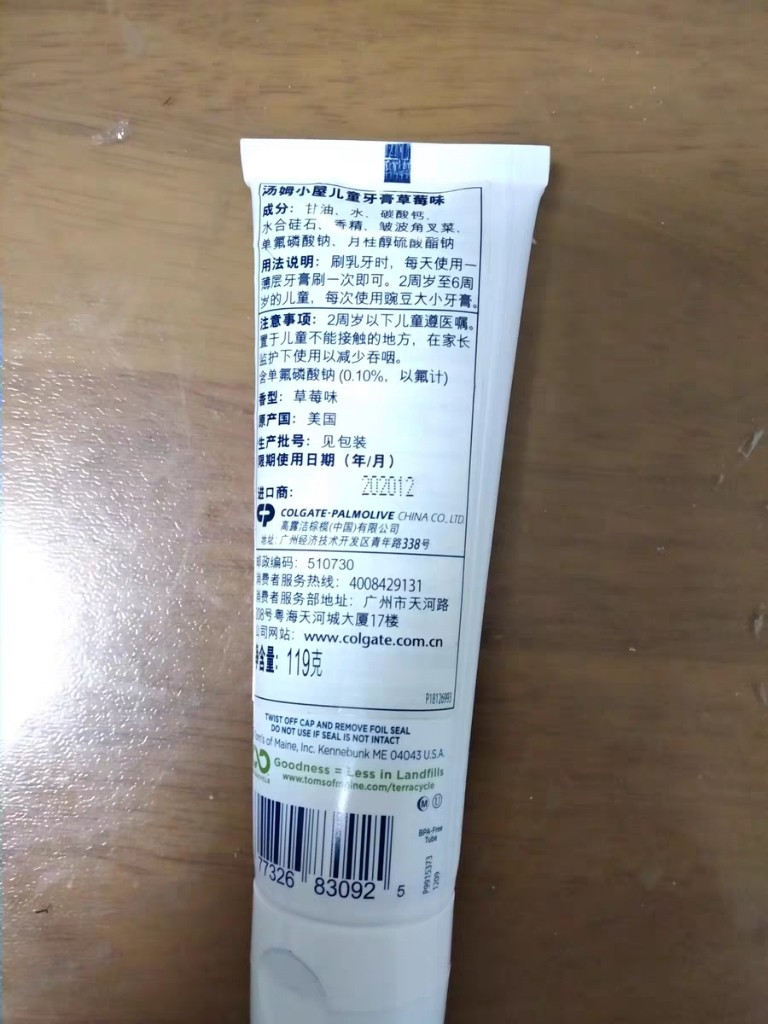 汤姆小屋儿童牙膏草莓味
成分：甘油、水、碳酸钙、
水合硅石、香精、皱波角叉菜、
单氟磷酸钠、月桂醇硫酸酯钠
用法说明：刷乳牙时，每天使用一
薄层牙膏刷一次即可。2周岁至6周
岁的儿童，每次使用豌豆大小牙膏。
注意事项：2周岁以下儿童遵医嘱。
置于儿童不能接触的地方，在家长
监护下使用以减少吞咽。
含单氟磷酸钠 (0.10%，以氟计)
香型：草莓味
原产国：美国
生产批号：见包装
限期使用日期（年/月）
202012
进口商：
CP COLGATE-PALMOLIVE CHINA CO., LTD.
高露洁棕榄(中国)有限公司
地址：广州经济技术开发区青年路338号
邮政编码：510730
消费者服务热线：4008429131
消费者服务部地址：广州市天河路
208号粤海天河城大厦17楼
公司网站：www.colgate.com.cn
净含量：119克
P18126993
TWIST OFF CAP AND REMOVE FOIL SEAL
DO NOT USE IF SEAL IS NOT INTACT
Tom's of Maine, Inc. Kennebunk ME 04043 U.S.A.
Goodness = Less in Landfills
www.tomsofmaine.com/terracycle
M U
BPA-Free
Tube
P9915373
1209
77326 83092 5